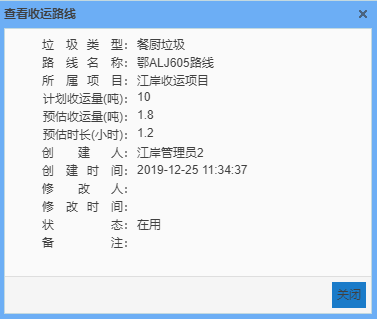 查看收运路线
垃圾类型：餐厨垃圾
路线名称：鄂ALJ605路线
所属项目：江岸收运项目
计划收运量(吨)：10
预估收运量(吨)：1.8
预估时长(小时)：1.2
创建人：江岸管理员2
创建时间：2019-12-25 11:34:37
修改人：
修改时间：
状态：在用
备注：
关闭